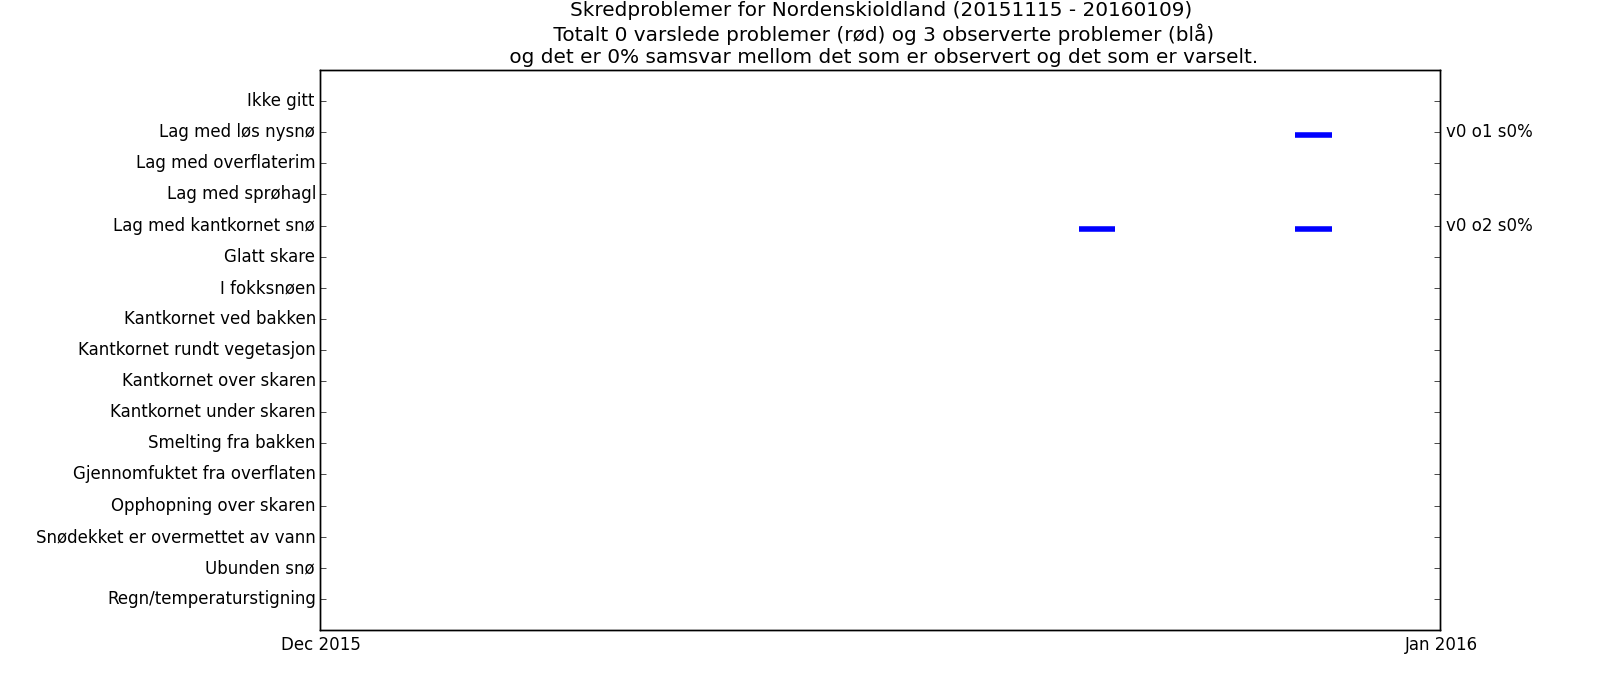 Skredproblemer for Nordenskioldland (20151115 - 20160109)
Totalt 0 varslede problemer (rød) og 3 observerte problemer (blå)
og det er 0% samsvar mellom det som er observert og det som er varselt.
Ikke gitt
Lag med løs nysnø
v0 o1 s0%
Lag med overflaterim
Lag med sprøhagl
Lag med kantkornet snø
v0 o2 s0%
Glatt skare
I fokksnøen
Kantkornet ved bakken
Kantkornet rundt vegetasjon
Kantkornet over skaren
Kantkornet under skaren
Smelting fra bakken
Gjennomfuktet fra overflaten
Opphopning over skaren
Snødekket er overmettet av vann
Ubunden snø
Regn/temperaturstigning
Dec 2015
Jan 2016